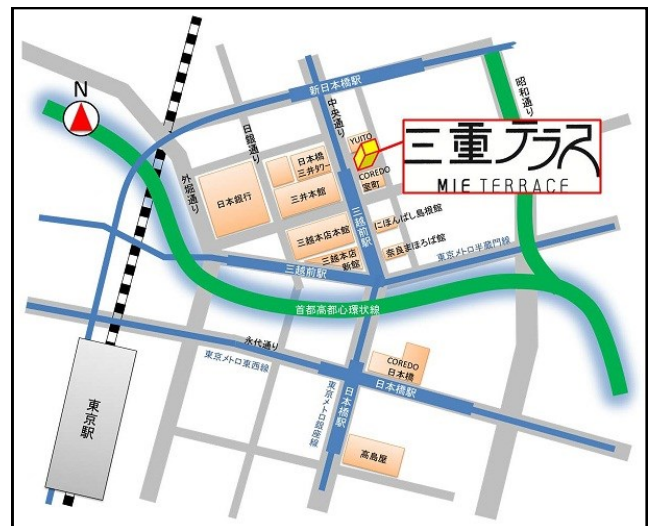 N
新日本橋駅
昭和通り
中央通り
日銀通り
外堀通り
YUITO
三重テラス
MIE TERRACE
日本橋
三井タワー
COREDO
室町
日本銀行
三井本館
三越前駅
にほんばし島根館
三越本店本館
奈良まほろば館
三越本店
新館
東京メトロ半蔵門線
三越前駅
首都高都心環状線
永代通り
東京メトロ東西線
COREDO
日本橋
日本橋駅
日本橋駅
東京メトロ銀座線
東京駅
高島屋